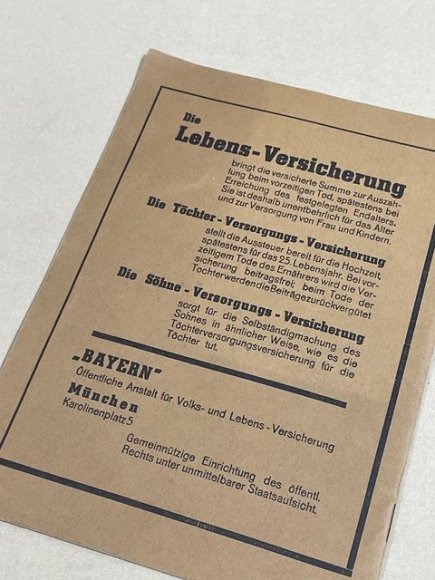 Die
Lebens-Versicherung
bringt die versicherte Summe zur Auszah-
lung beim vorzeitigen Tod, spätestens bei
Erreichung des festgelegten Endalters.
Sie ist deshalb unentbehrlich für das Alter
und zur Versorgung von Frau und Kindern.
Die Töchter-Versorgungs-Versicherung
stellt die Aussteuer bereit für die Hochzeit,
spätestens für das 25. Lebensjahr. Bei vor-
zeitigem Tode des Ernährers wird die Ver-
sicherung beitragsfrei; beim Tode der
Tochter werden die Beiträge zurückvergütet
Die Söhne-Versorgungs-Versicherung
sorgt für die Selbständigmachung des
Sohnes in ähnlicher Weise, wie es die
Töchterversorgungsversicherung für die
Töchter tut.
„BAYERN"
Öffentliche Anstalt für Volks- und Lebens-Versicherung
München
Karolinenplatz 5
Gemeinnützige Einrichtung des öffentl.
Rechts unter unmittelbarer Staatsaufsicht.